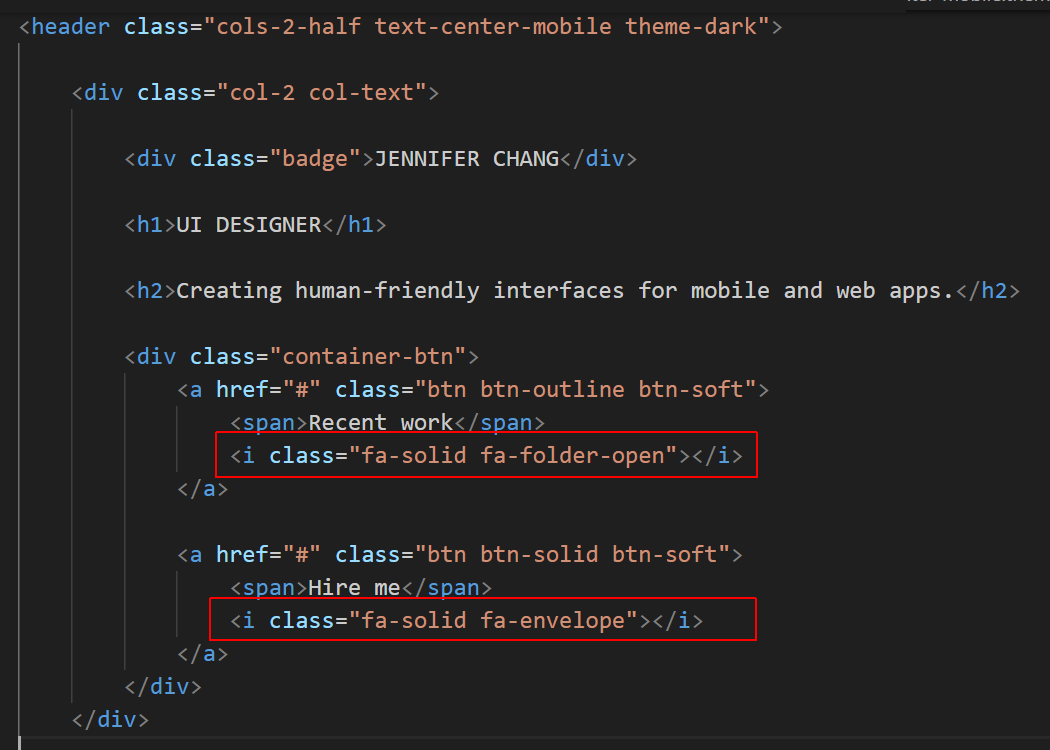 <header class="cols-2-half text-center-mobile theme-dark">
<div class="col-2 col-text">
<div class="badge">JENNIFER CHANG</div>
<h1>UI DESIGNER</h1>
<h2>Creating human-friendly interfaces for mobile and web apps.</h2>
<div class="container-btn">
<a href="#" class="btn btn-outline btn-soft">
<span>Recent work</span>
<i class="fa-solid fa-folder-open"></i>
</a>
<a href="#" class="btn btn-solid btn-soft">
<span>Hire me</span>
<i class="fa-solid fa-envelope"></i>
</a>
</div>
</div>